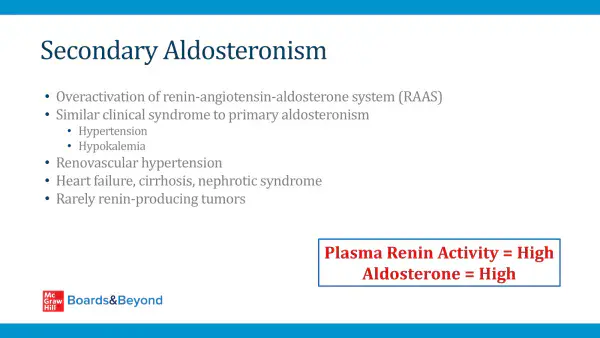 Secondary Aldosteronism
• Overactivation of renin-angiotensin-aldosterone system (RAAS)
• Similar clinical syndrome to primary aldosteronism
• Hypertension
• Hypokalemia
• Renovascular hypertension
• Heart failure, cirrhosis, nephrotic syndrome
• Rarely renin-producing tumors
Plasma Renin Activity = High
Aldosterone = High
Mc
Graw
Hill
Boards&Beyond